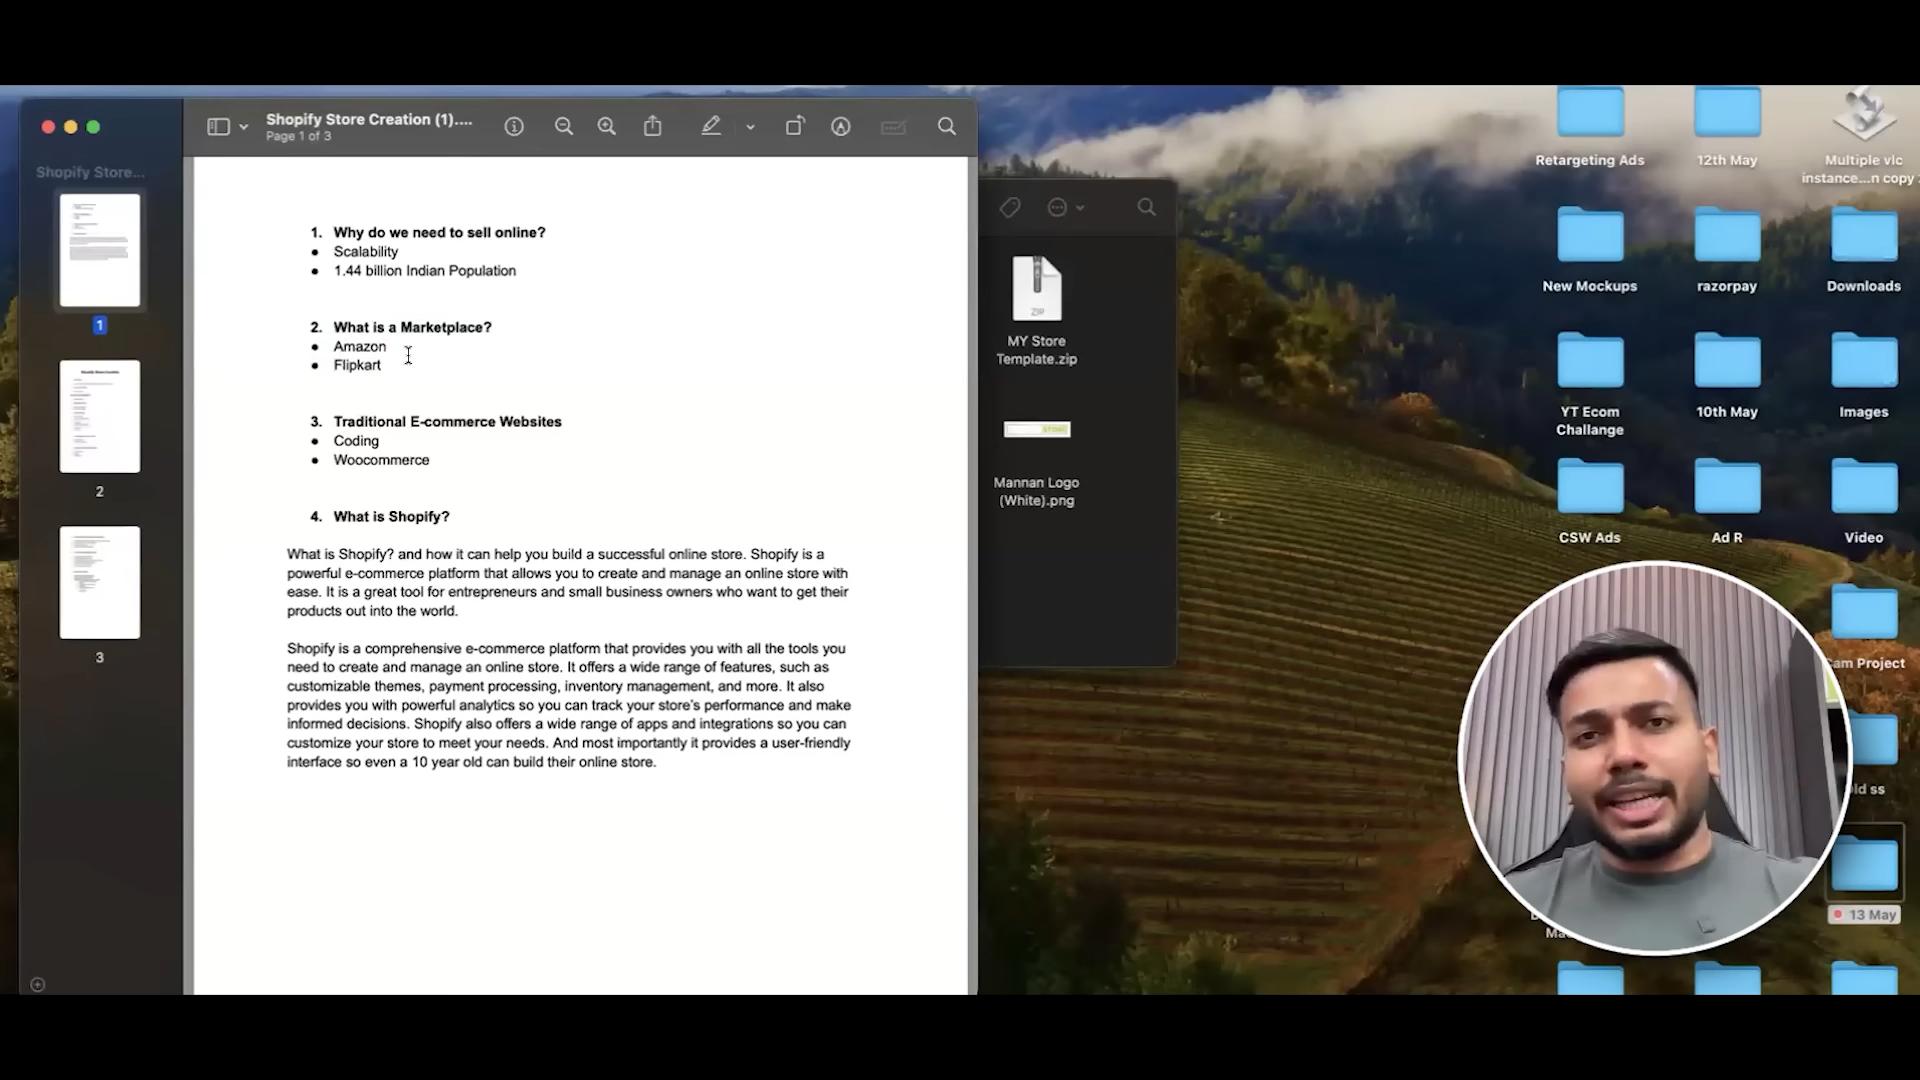 Shopify Store Creation (1)....
Page 1 of 3
Shopify Store...
1
2
3
1. Why do we need to sell online?
• Scalability
• 1.44 billion Indian Population
2. What is a Marketplace?
• Amazon
• Flipkart
3. Traditional E-commerce Websites
• Coding
• Woocommerce
4. What is Shopify?
What is Shopify? and how it can help you build a successful online store. Shopify is a
powerful e-commerce platform that allows you to create and manage an online store with
ease. It is a great tool for entrepreneurs and small business owners who want to get their
products out into the world.
Shopify is a comprehensive e-commerce platform that provides you with all the tools you
need to create and manage an online store. It offers a wide range of features, such as
customizable themes, payment processing, inventory management, and more. It also
provides you with powerful analytics so you can track your store's performance and make
informed decisions. Shopify also offers a wide range of apps and integrations so you can
customize your store to meet your needs. And most importantly it provides a user-friendly
interface so even a 10 year old can build their online store.
ZIP
MY Store
Template.zip
STORE
Mannan Logo
(White).png
Retargeting Ads
12th May
Multiple vlc
instance...n copy
New Mockups
razorpay
Downloads
YT Ecom
Challange
10th May
Images
CSW Ads
Ad R
Video
Cam Project
ld ss
13 May